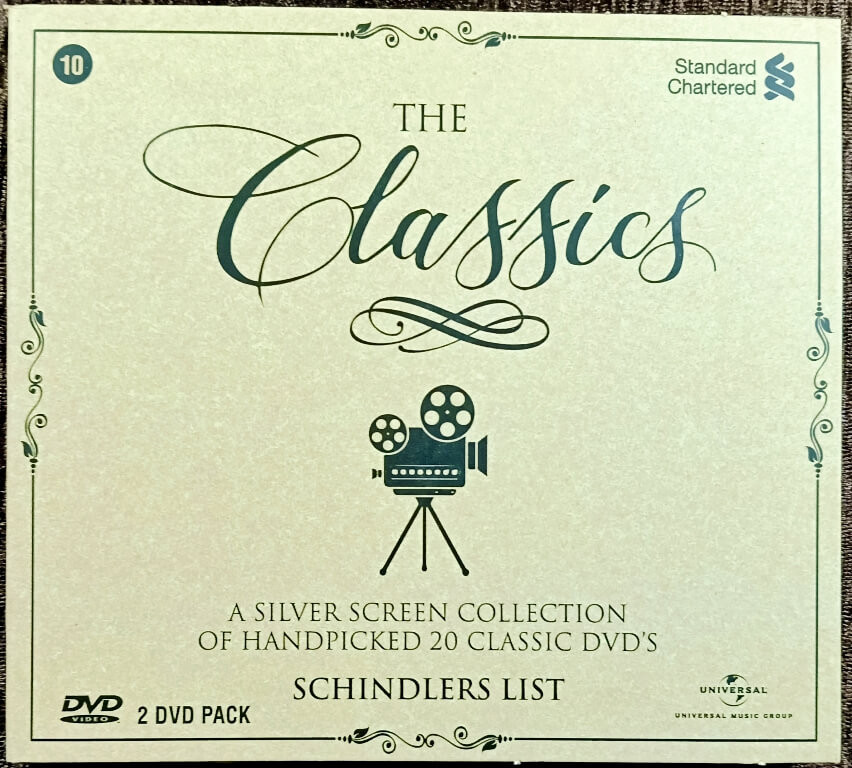 10
Standard
Chartered
THE
Classics
A SILVER SCREEN COLLECTION
OF HANDPICKED 20 CLASSIC DVD'S
SCHINDLERS LIST
DVD
VIDEO
2 DVD PACK
UNIVERSAL
UNIVERSAL MUSIC GROUP